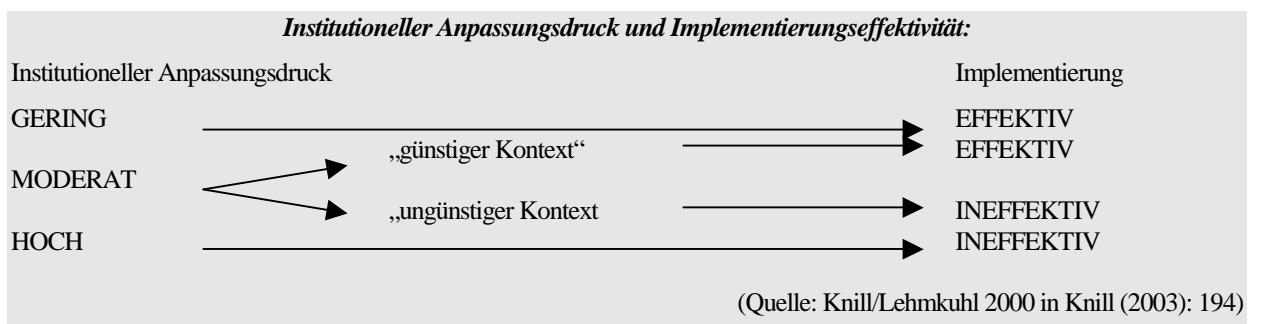 Institutioneller Anpassungsdruck und Implementierungseffektivität:
Institutioneller Anpassungsdruck Implementierung
GERING EFFEKTIV
„günstiger Kontext“ EFFEKTIV
MODERAT
„ungünstiger Kontext INEFFEKTIV
HOCH INEFFEKTIV
(Quelle: Knill/Lehmkuhl 2000 in Knill (2003): 194)